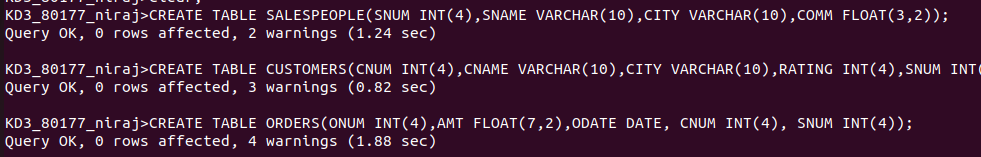 KD3_80177_niraj>CREATE TABLE SALESPEOPLE(SNUM INT(4),SNAME VARCHAR(10),CITY VARCHAR(10),COMM FLOAT(3,2));
Query OK, 0 rows affected, 2 warnings (1.24 sec)
KD3_80177_niraj>CREATE TABLE CUSTOMERS(CNUM INT(4),CNAME VARCHAR(10),CITY VARCHAR(10),RATING INT(4),SNUM INT(
Query OK, 0 rows affected, 3 warnings (0.82 sec)
KD3_80177_niraj>CREATE TABLE ORDERS(ONUM INT(4),AMT FLOAT(7,2),ODATE DATE, CNUM INT(4), SNUM INT(4));
Query OK, 0 rows affected, 4 warnings (1.88 sec)